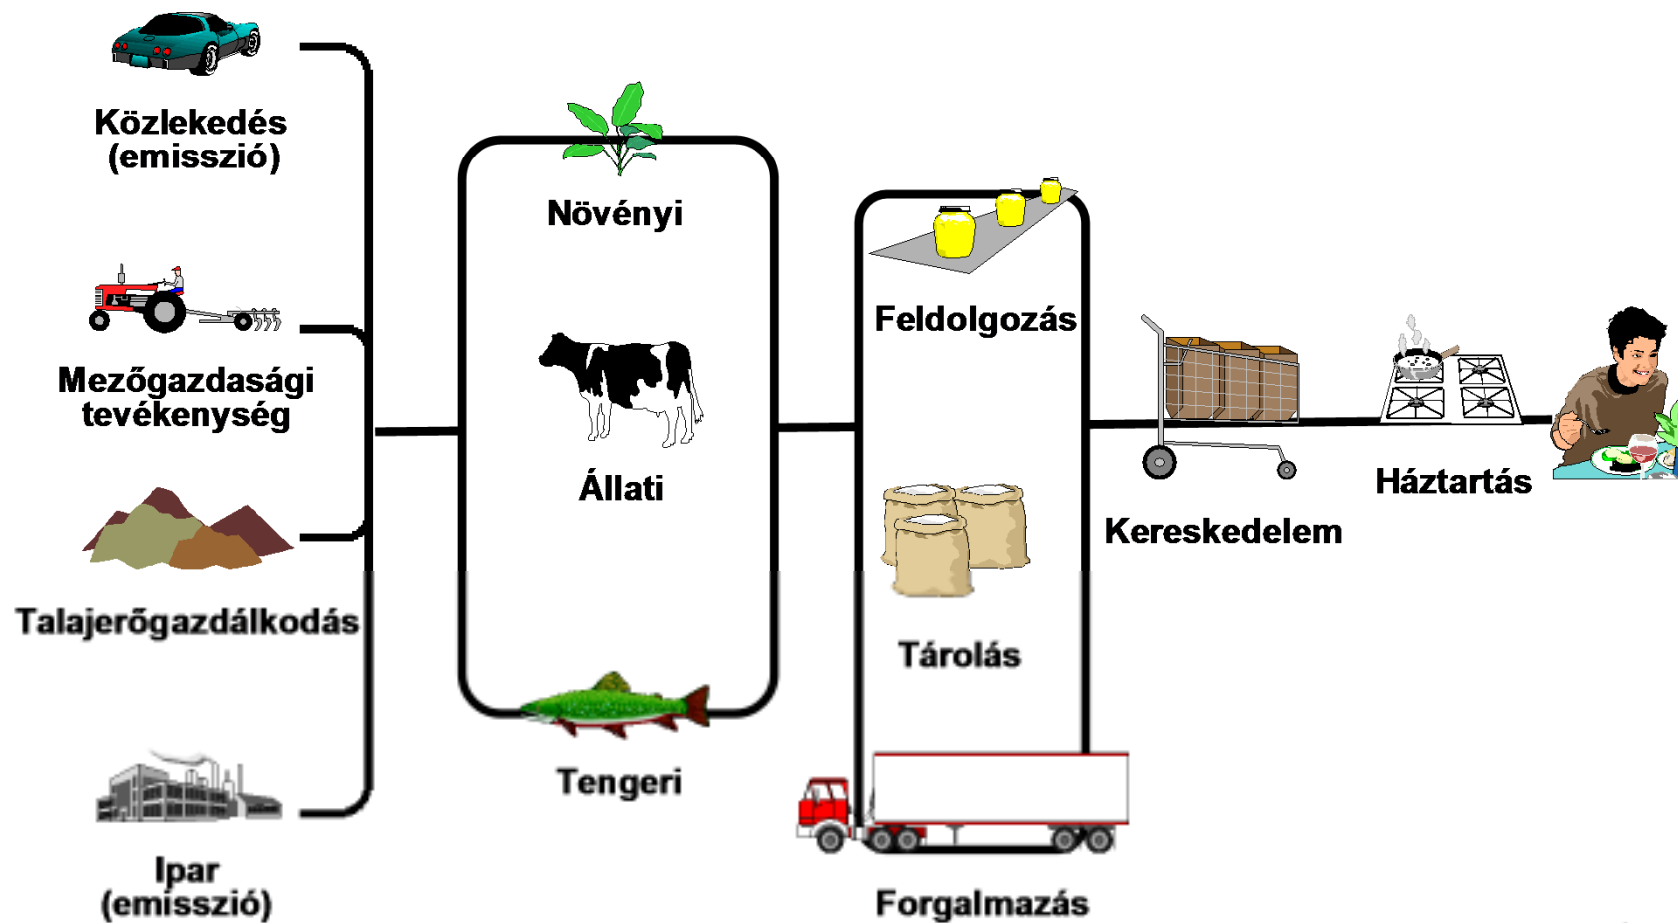 Közlekedés
(emisszió)
Mezőgazdasági
tevékenység
Talajerőgazdálkodás
Ipar
(emisszió)
Növényi
Állati
Tengeri
Feldolgozás
Tárolás
Forgalmazás
Kereskedelem
Háztartás